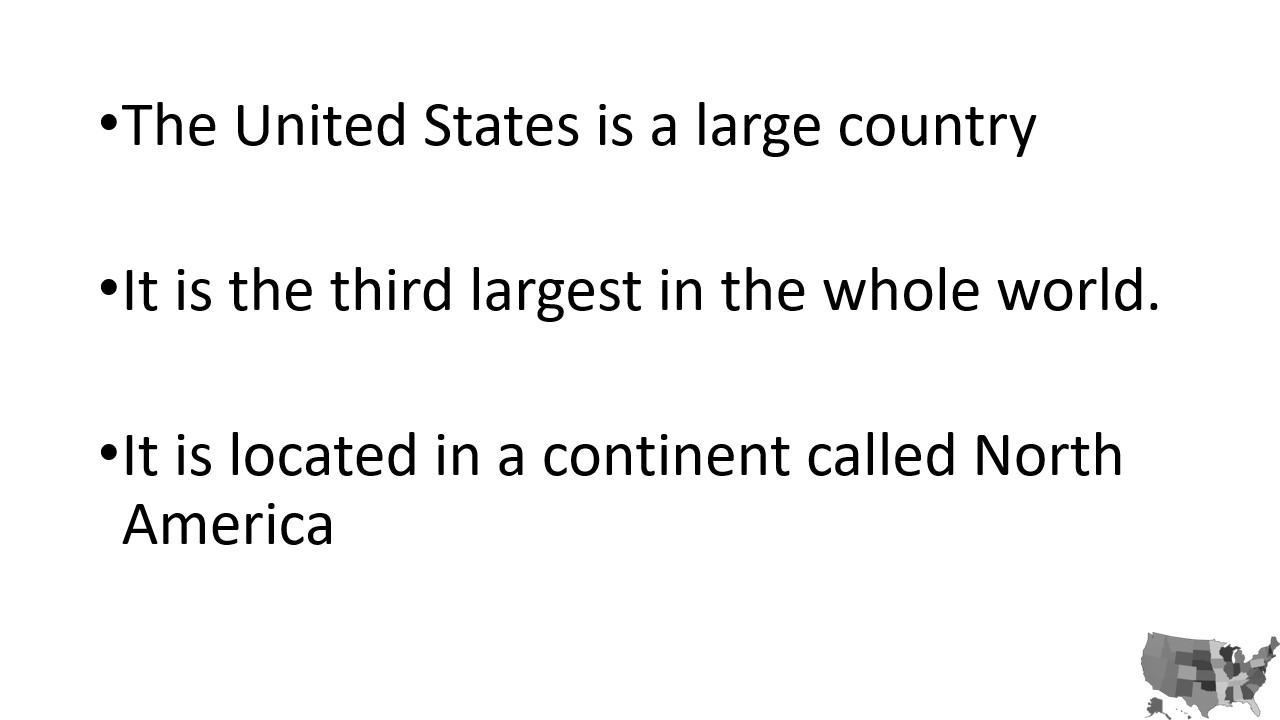 •The United States is a large country
•It is the third largest in the whole world.
•It is located in a continent called North
America